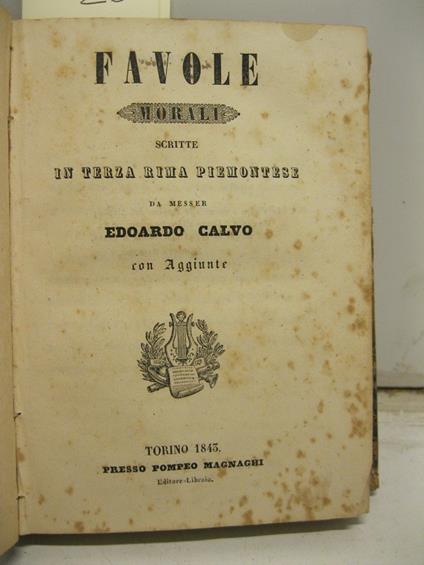 FAVOLE
MORALI
SCRITTE
IN TERZA RIMA PIEMONTESE
DA MESSER
EDOARDO CALVO
con Aggiunte
TORINO 1843.
PRESSO POMPEO MAGNAGHI
Editore-Libraio.